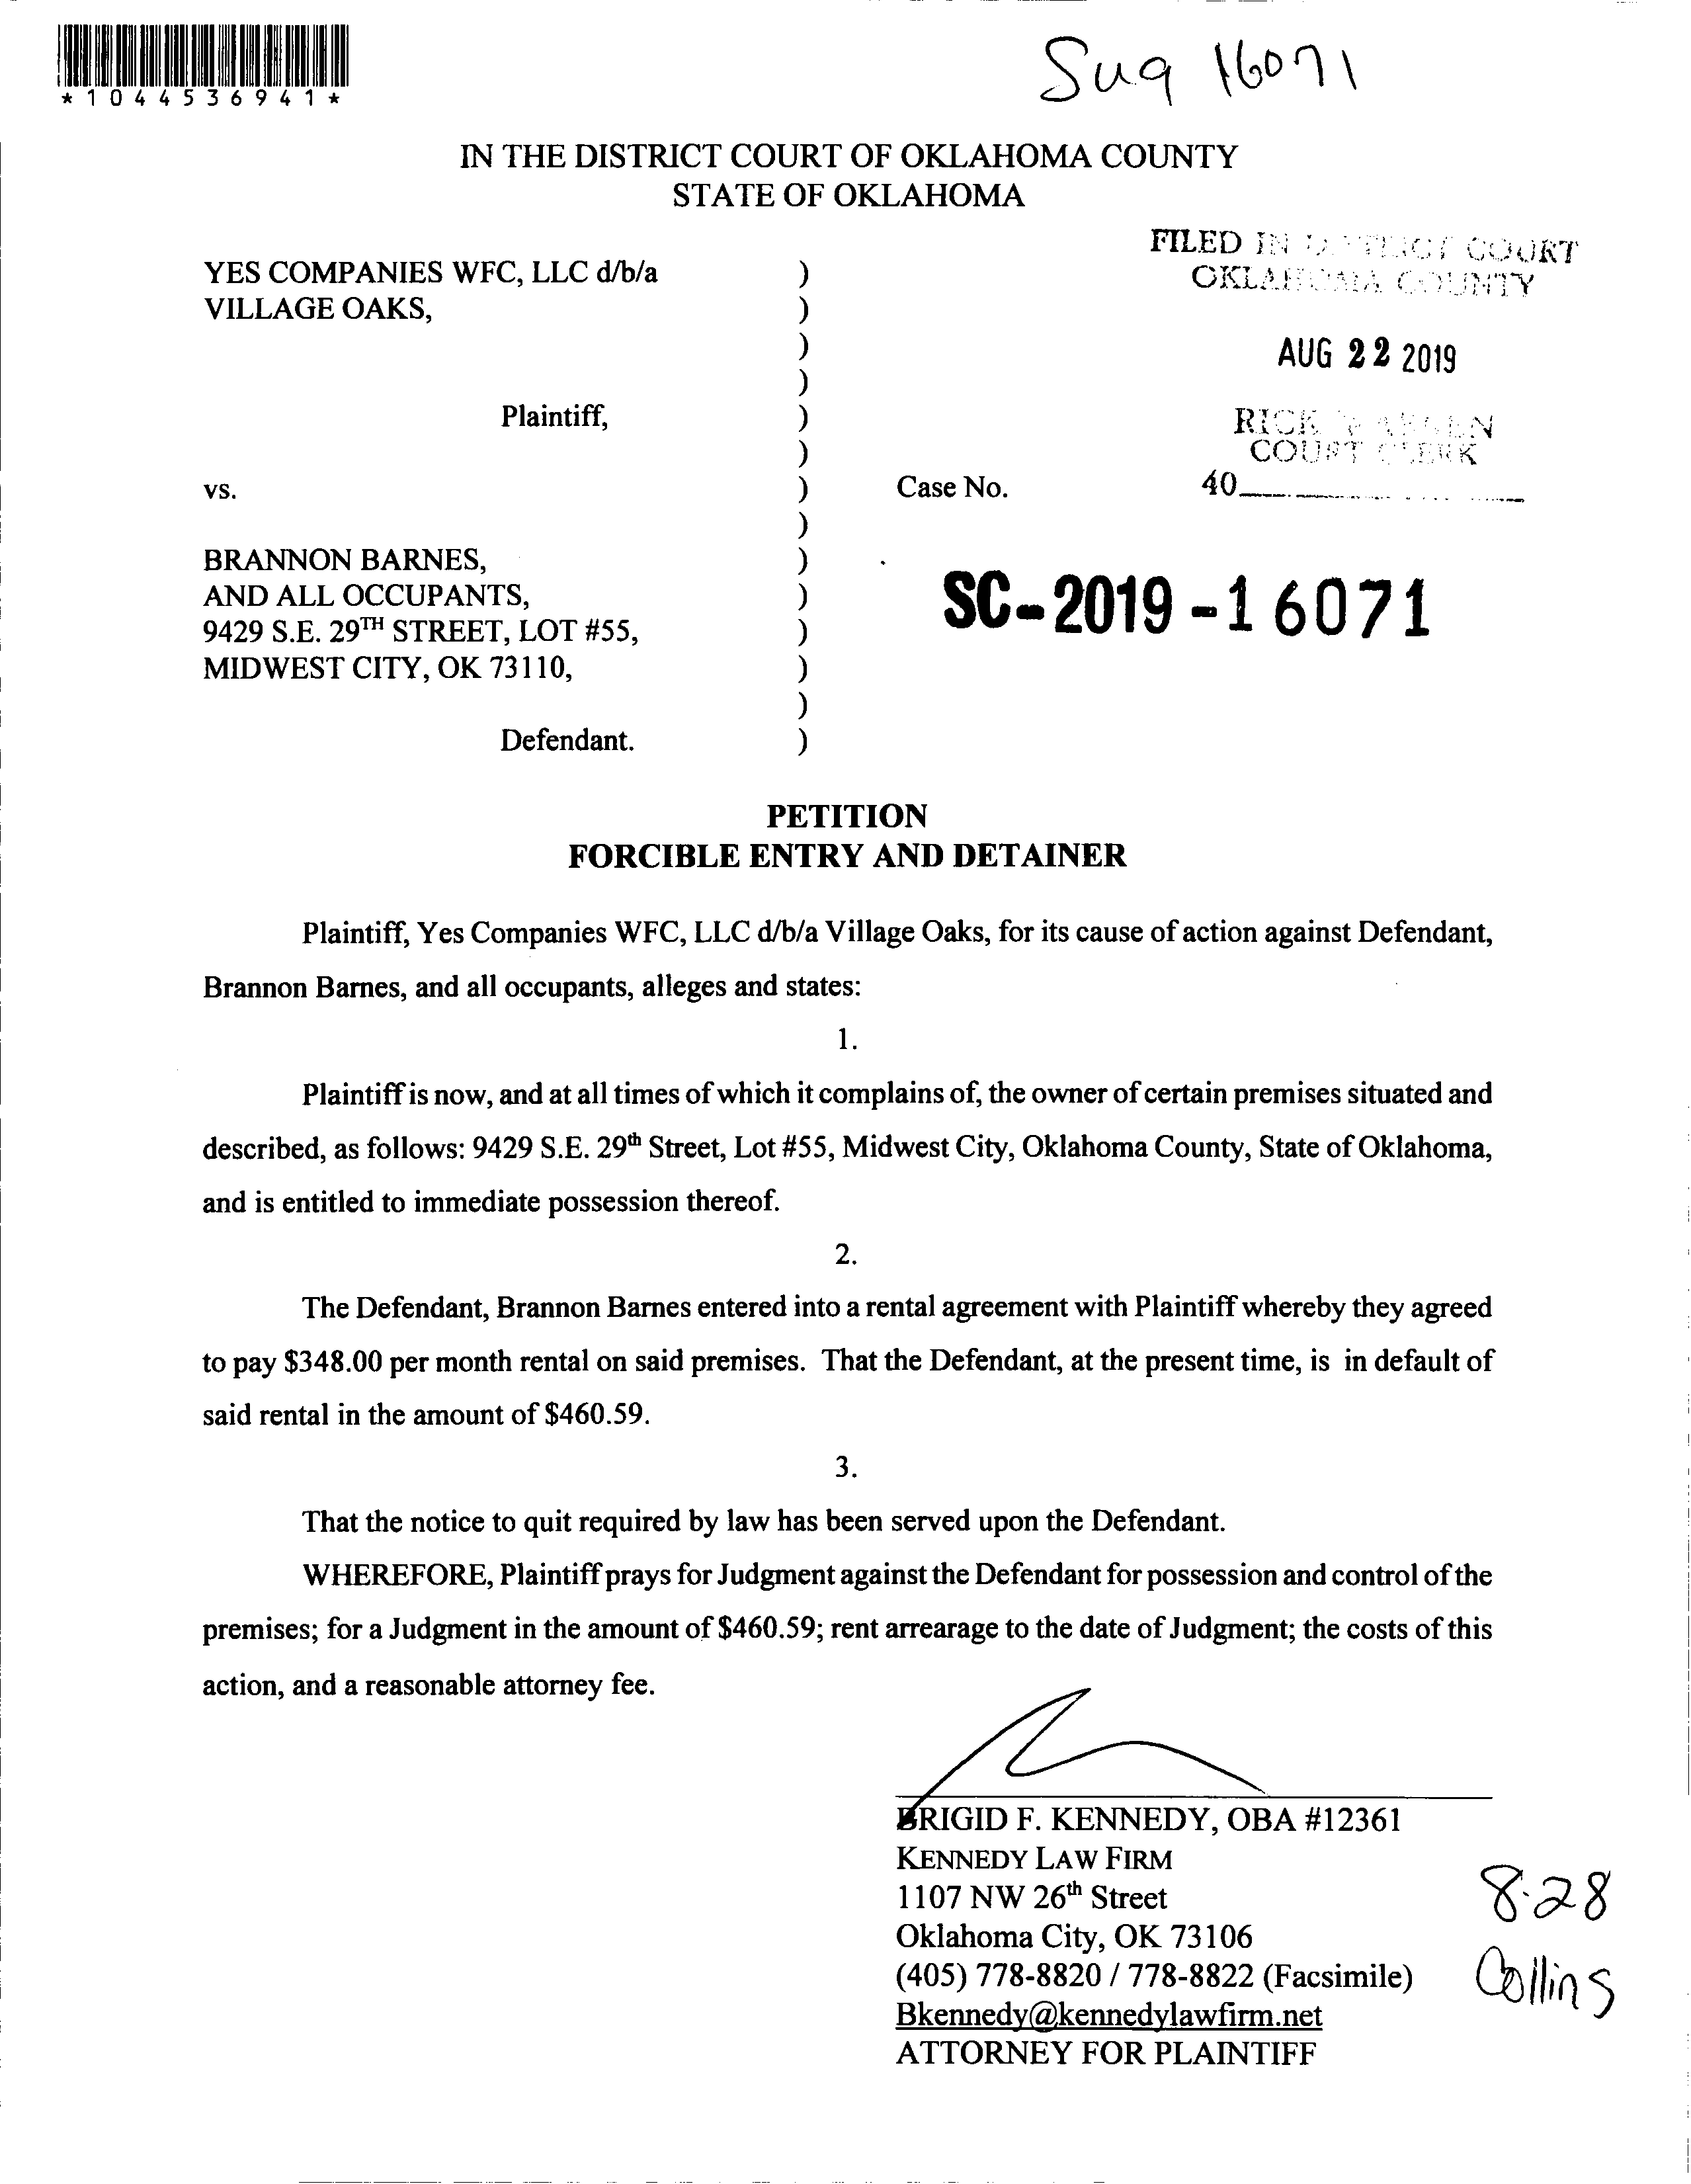 *1044536941*
16071
IN THE DISTRICT COURT OF OKLAHOMA COUNTY
STATE OF OKLAHOMA
FILED IN DISTRICT COURT
OKLAHOMA COUNTY
AUG 22 2019
RICK WARREN
COURT CLERK
40
YES COMPANIES WFC, LLC d/b/a )
VILLAGE OAKS, )
)
)
Plaintiff, )
)
vs. ) Case No.
)
BRANNON BARNES, )
AND ALL OCCUPANTS, ) SC-2019-16071
9429 S.E. 29TH STREET, LOT #55, )
MIDWEST CITY, OK 73110, )
)
Defendant. )
PETITION
FORCIBLE ENTRY AND DETAINER
Plaintiff, Yes Companies WFC, LLC d/b/a Village Oaks, for its cause of action against Defendant,
Brannon Barnes, and all occupants, alleges and states:
1.
Plaintiff is now, and at all times of which it complains of, the owner of certain premises situated and
described, as follows: 9429 S.E. 29th Street, Lot #55, Midwest City, Oklahoma County, State of Oklahoma,
and is entitled to immediate possession thereof.
2.
The Defendant, Brannon Barnes entered into a rental agreement with Plaintiff whereby they agreed
to pay $348.00 per month rental on said premises. That the Defendant, at the present time, is in default of
said rental in the amount of $460.59.
3.
That the notice to quit required by law has been served upon the Defendant.
WHEREFORE, Plaintiff prays for Judgment against the Defendant for possession and control of the
premises; for a Judgment in the amount of $460.59; rent arrearage to the date of Judgment; the costs of this
action, and a reasonable attorney fee.
BRIGID F. KENNEDY, OBA #12361
KENNEDY LAW FIRM
1107 NW 26th Street
Oklahoma City, OK 73106
(405) 778-8820 / 778-8822 (Facsimile)
Bkennedy@kennedylawfirm.net
ATTORNEY FOR PLAINTIFF
8-28
Collins